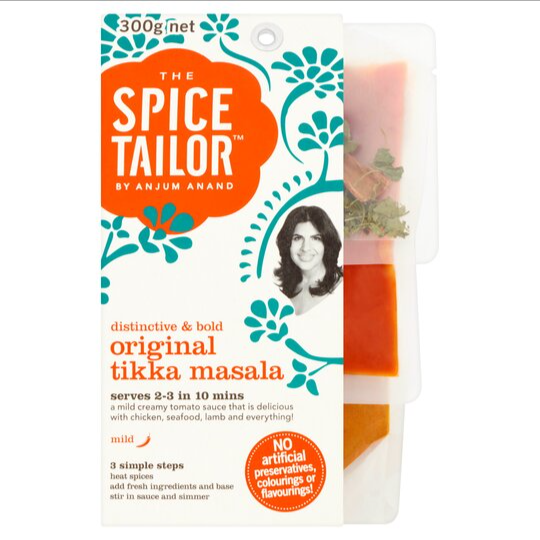 300g net
THE
SPICE
TAILOR™
BY ANJUM ANAND
distinctive & bold
original
tikka masala
serves 2-3 in 10 mins
a mild creamy tomato sauce that is delicious
with chicken, seafood, lamb and everything!
mild
3 simple steps
heat spices
add fresh ingredients and base
stir in sauce and simmer
NO
artificial
preservatives,
colourings or
flavourings!